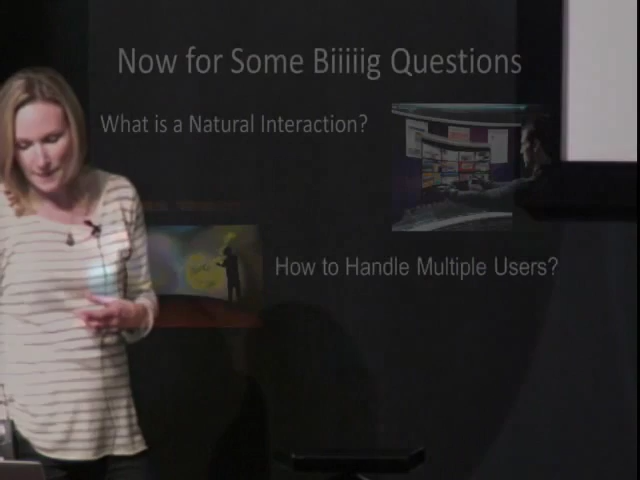 Now for Some Biiiiig Questions
What is a Natural Interaction?
How to Handle Multiple Users?